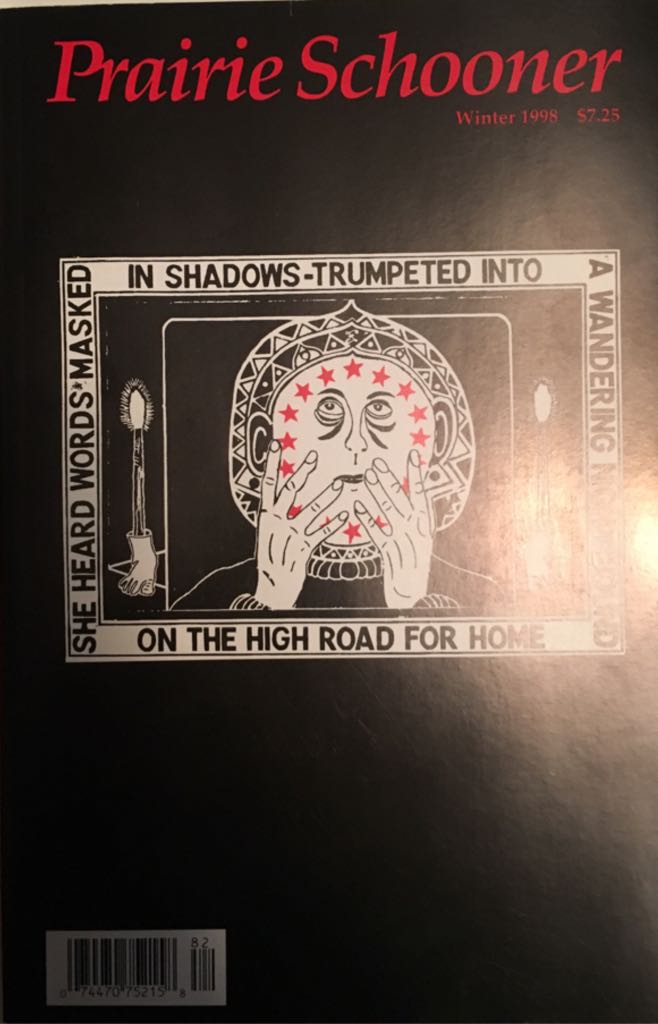 Prairie Schooner
Winter 1998 $7.25
SHE HEARD WORDS*MASKED
IN SHADOWS-TRUMPETED INTO
A WANDERING
ON THE HIGH ROAD FOR HOME
82
0 74470 75215 8